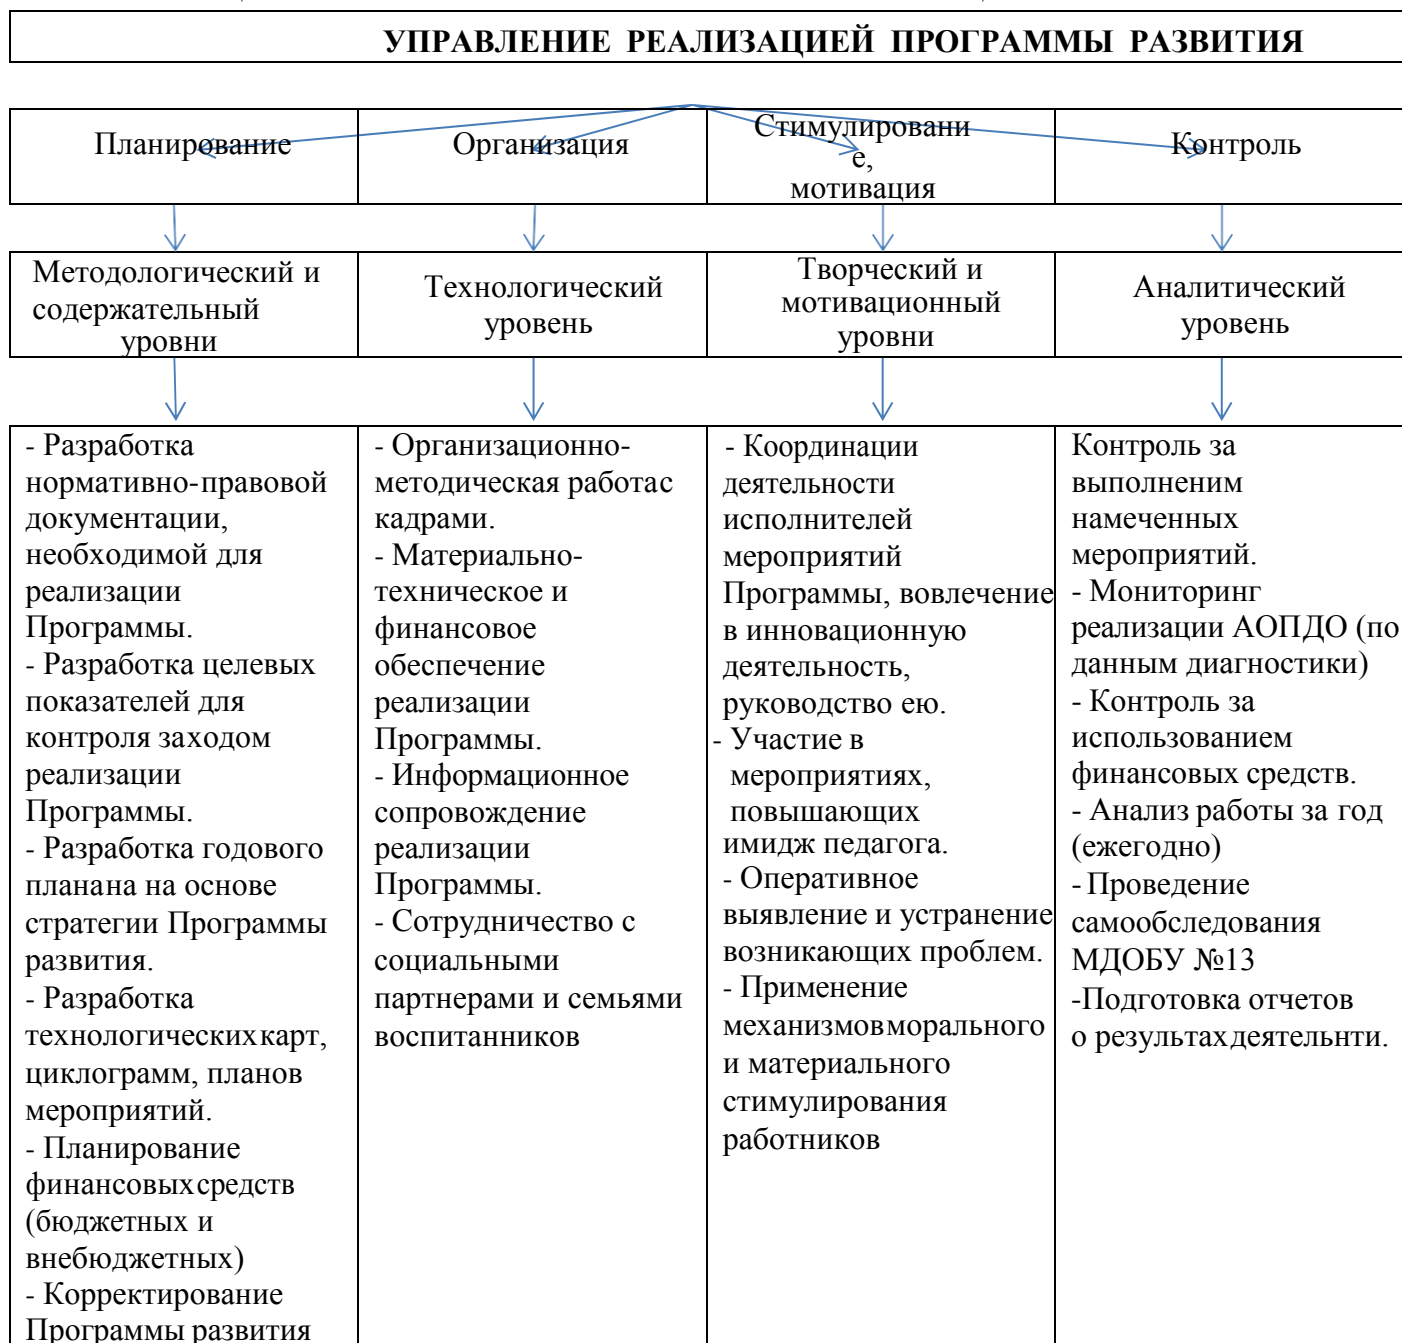 УПРАВЛЕНИЕ РЕАЛИЗАЦИЕЙ ПРОГРАММЫ РАЗВИТИЯ
Планирование
Организация
Стимулировани
е,
мотивация
Контроль
Методологический и
содержательный
уровни
Технологический
уровень
Творческий и
мотивационный
уровни
Аналитический
уровень
- Разработка
нормативно-правовой
документации,
необходимой для
реализации
Программы.
- Разработка целевых
показателей для
контроля заходом
реализации
Программы.
- Разработка годового
планана на основе
стратегии Программы
развития.
- Разработка
технологическихкарт,
циклограмм, планов
мероприятий.
- Планирование
финансовыхсредств
(бюджетных и
внебюджетных)
- Корректирование
Программы развития
- Организационно-
методическая работас
кадрами.
- Материально-
техническое и
финансовое
обеспечение
реализации
Программы.
- Информационное
сопровождение
реализации
Программы.
- Сотрудничество с
социальными
партнерами и семьями
воспитанников
- Координации
деятельности
исполнителей
мероприятий
Программы, вовлечение
в инновационную
деятельность,
руководство ею.
- Участие в
мероприятиях,
повышающих
имидж педагога.
- Оперативное
выявление и устранение
возникающих проблем.
- Применение
механизмовморального
и материального
стимулирования
работников
Контроль за
выполненим
намеченных
мероприятий.
- Мониторинг
реализации АОПДО (по
данным диагностики)
- Контроль за
использованием
финансовых средств.
- Анализ работы за год
(ежегодно)
- Проведение
самообследования
МДОБУ №13
-Подготовка отчетов
о результатахдеятельнти.